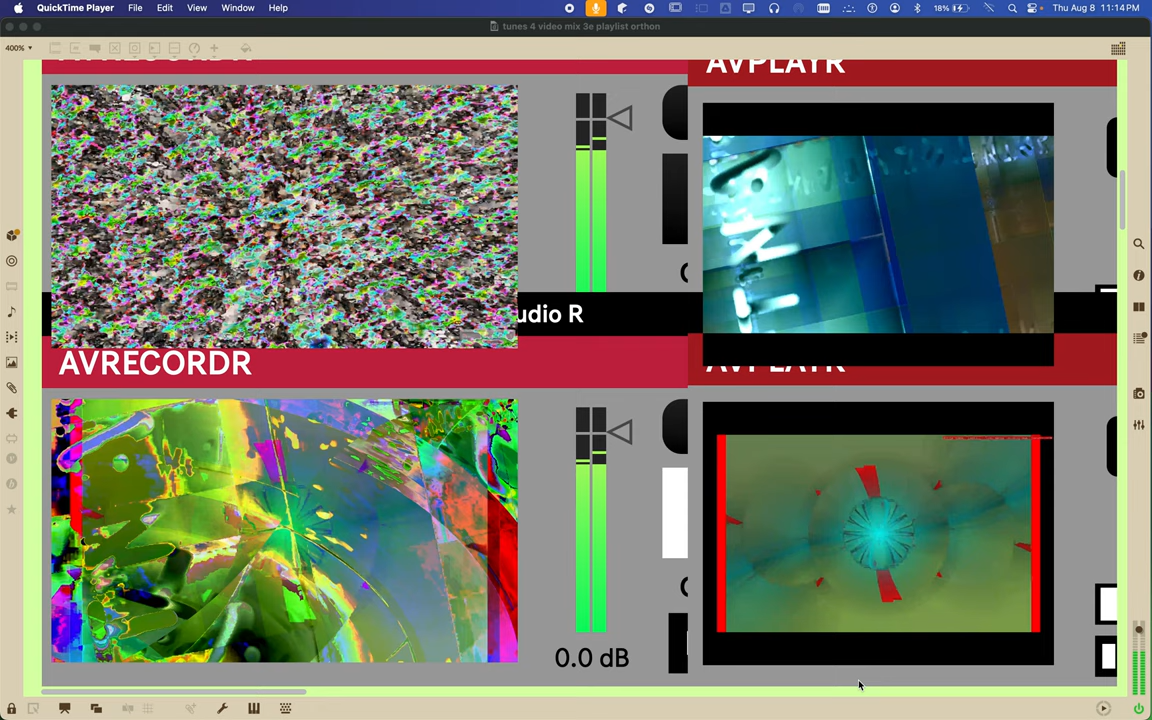 QuickTime Player File Edit View Window Help 18% Thu Aug 8 11:14 PM
tunes 4 video mix 3e playlist orthon
400%
AVPLAYR
udio R
AVRECORDR
AVPLAYR
0.0 dB